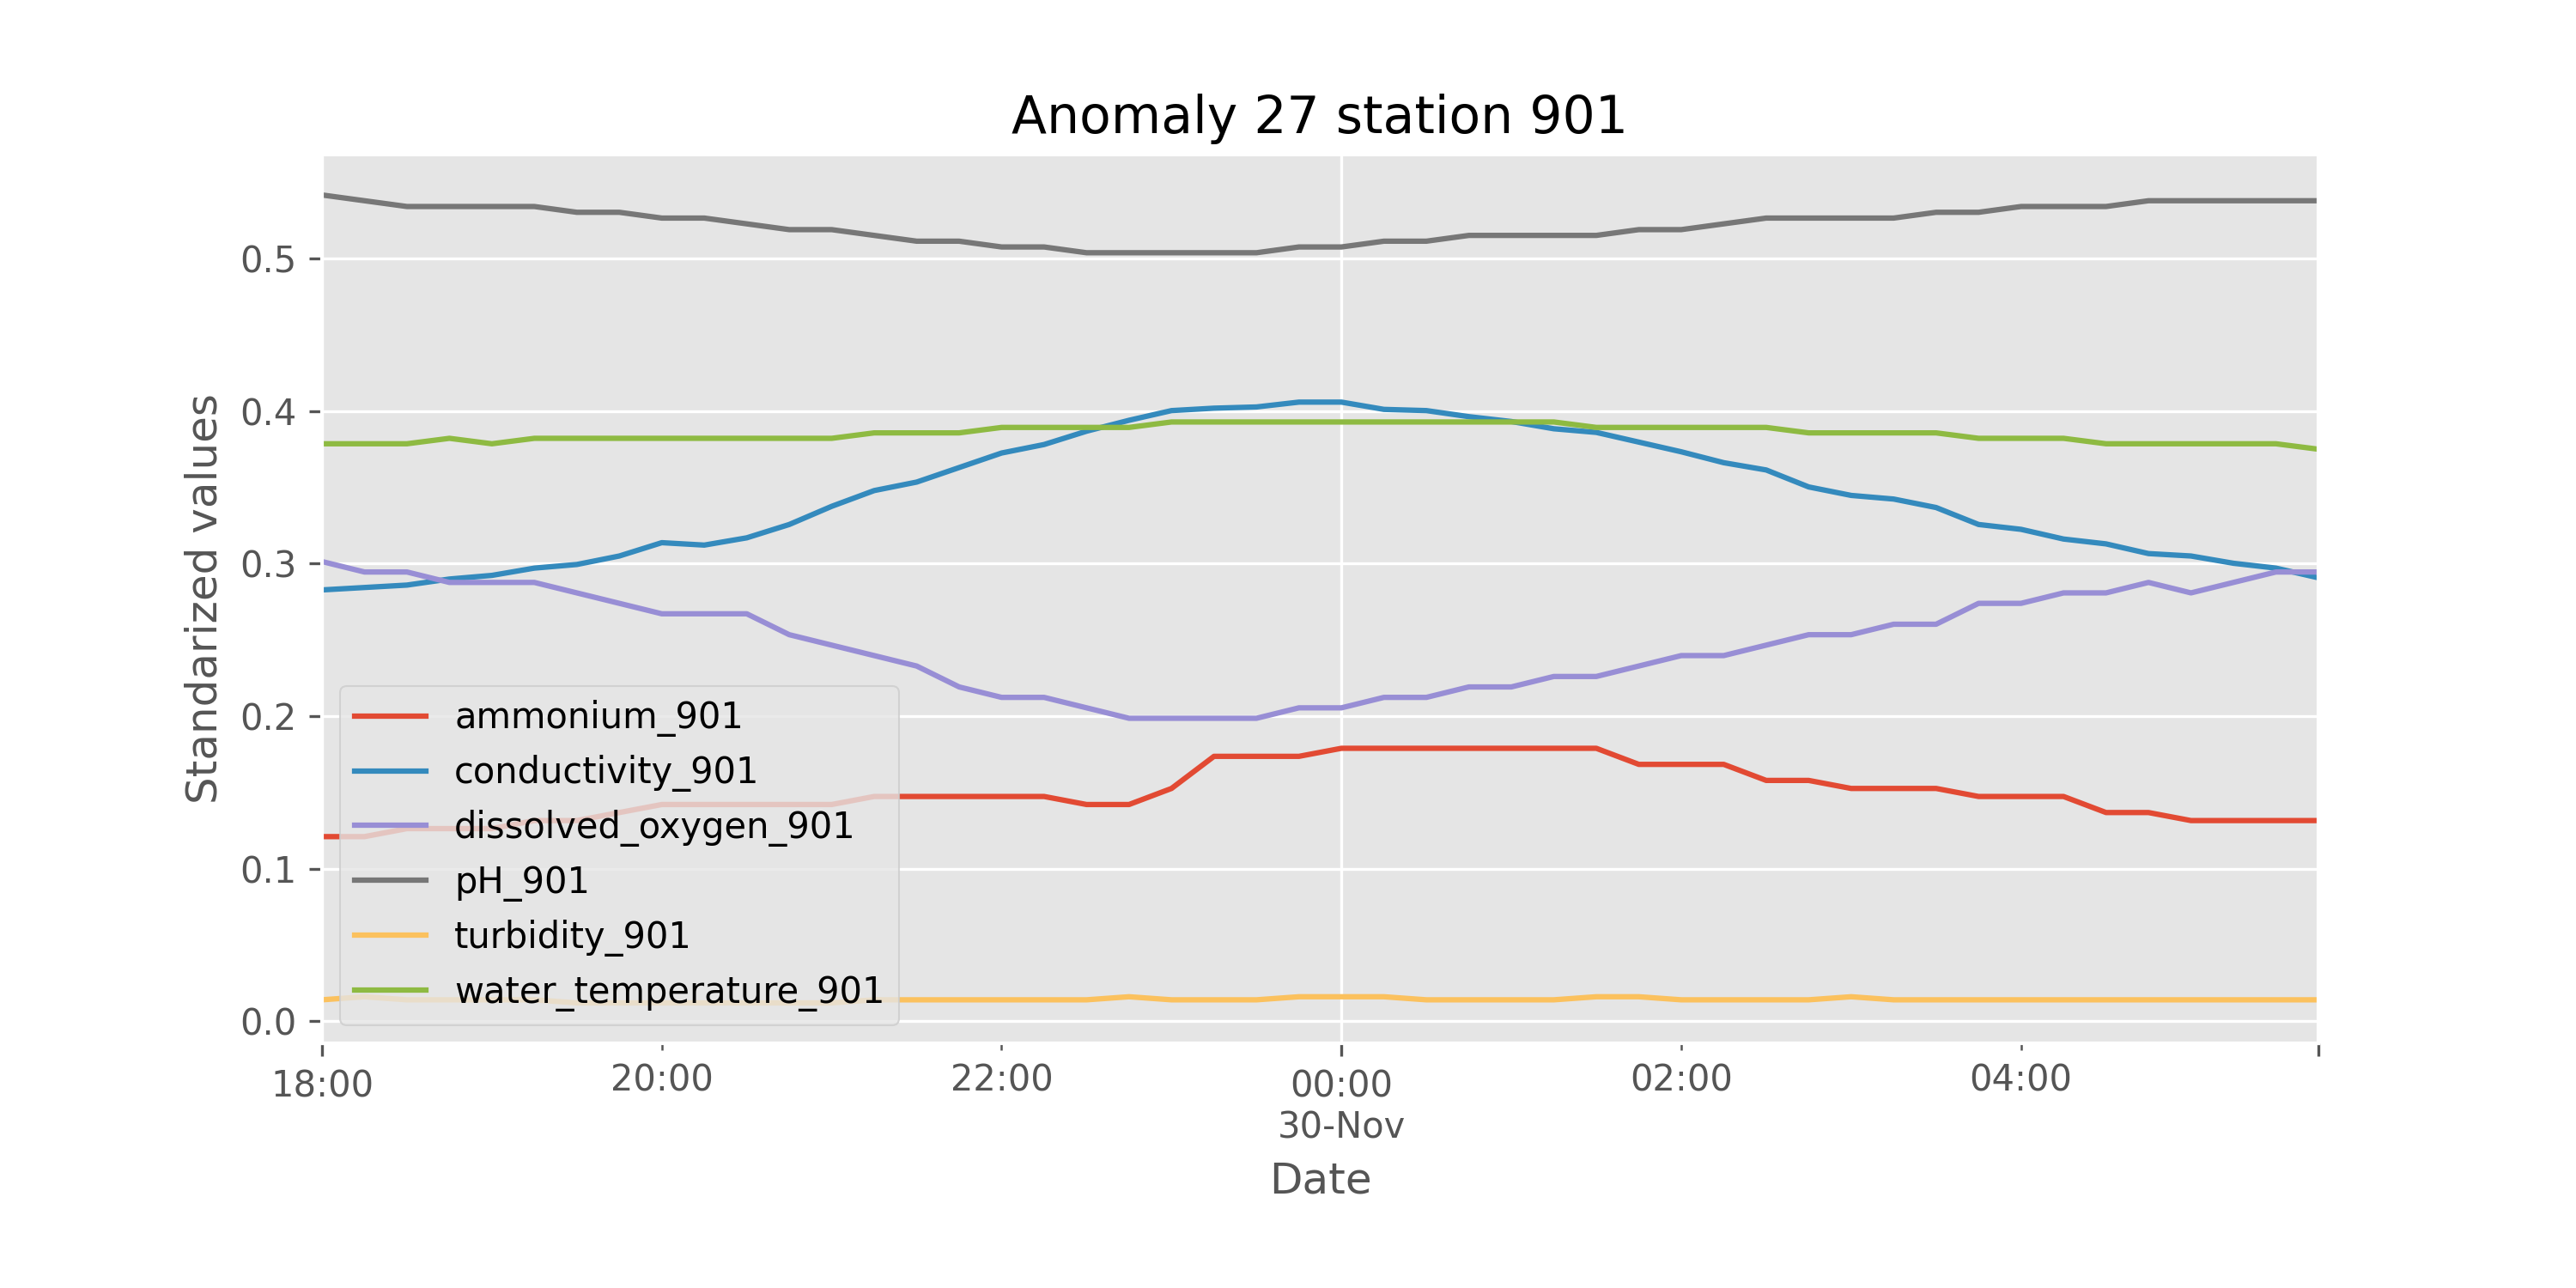 Anomaly 27 station 901
Standarized values
0.5
0.4
0.3
0.2
0.1
0.0
ammonium_901
conductivity_901
dissolved_oxygen_901
pH_901
turbidity_901
water_temperature_901
18:00
20:00
22:00
00:00
02:00
04:00
30-Nov
Date